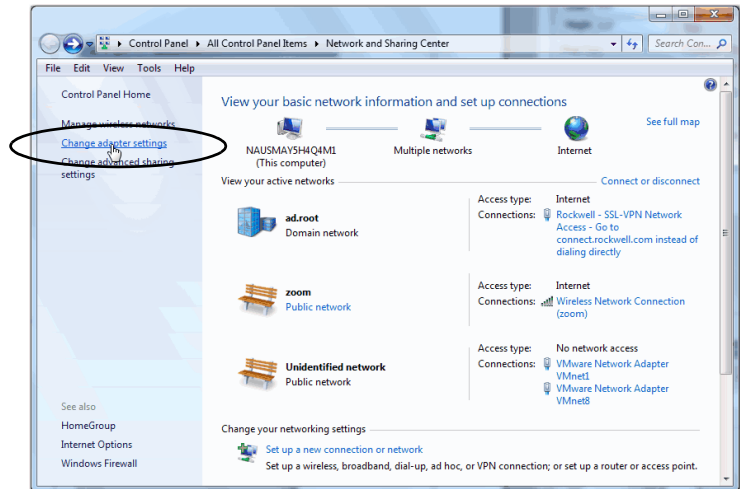 Control Panel ▸ All Control Panel Items ▸ Network and Sharing Center
Search Con...
File Edit View Tools Help
Control Panel Home
Manage wireless networks
Change adapter settings
Change advanced sharing
settings
See also
HomeGroup
Internet Options
Windows Firewall
View your basic network information and set up connections
See full map
NAUSMAY5H4Q4M1
(This computer)
Multiple networks
Internet
View your active networks
Connect or disconnect
ad.root
Domain network
Access type: Internet
Connections: Rockwell - SSL-VPN Network
Access - Go to
connect.rockwell.com instead of
dialing directly
zoom
Public network
Access type: Internet
Connections: Wireless Network Connection
(zoom)
Unidentified network
Public network
Access type: No network access
Connections: VMware Network Adapter
VMnet1
VMware Network Adapter
VMnet8
Change your networking settings
Set up a new connection or network
Set up a wireless, broadband, dial-up, ad hoc, or VPN connection; or set up a router or access point.